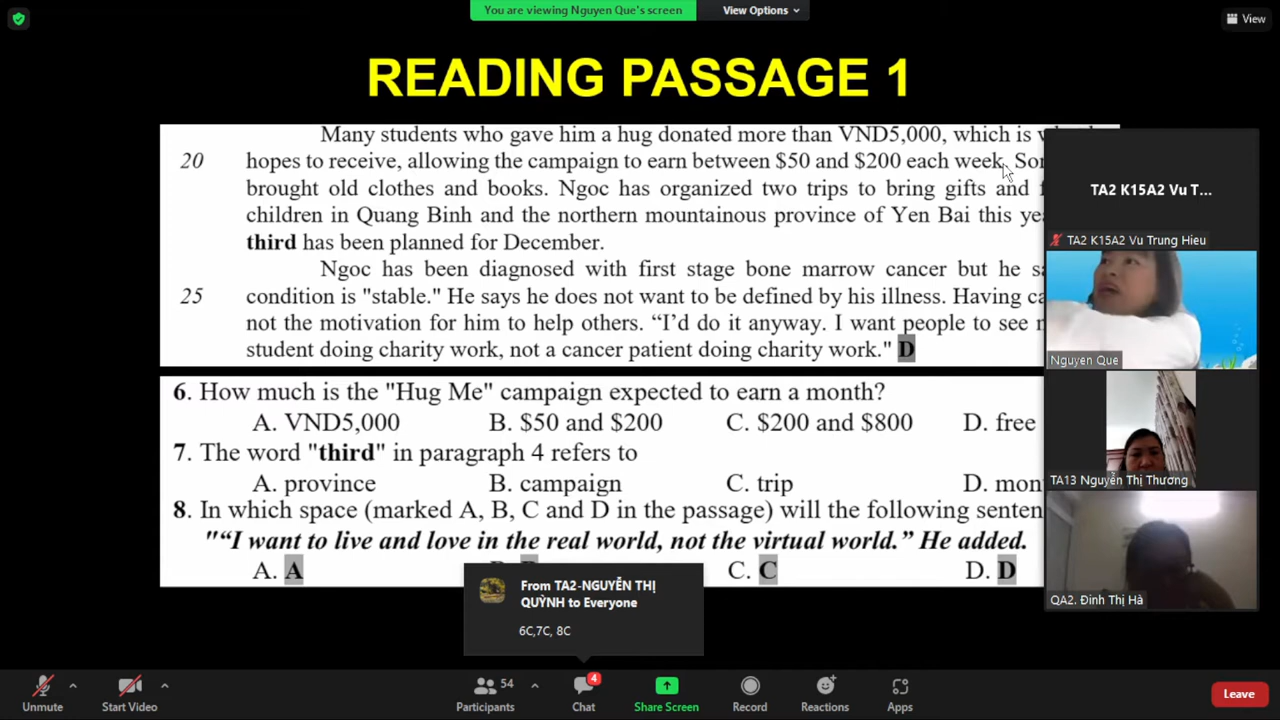 You are viewing Nguyen Que's screen
View Options
View
READING PASSAGE 1
Many students who gave him a hug donated more than VND5,000, which is
20 hopes to receive, allowing the campaign to earn between $50 and $200 each week.
brought old clothes and books. Ngoc has organized two trips to bring gifts and
children in Quang Binh and the northern mountainous province of Yen Bai this
third has been planned for December.
Ngoc has been diagnosed with first stage bone marrow cancer but he
25 condition is "stable." He says he does not want to be defined by his illness. Having
not the motivation for him to help others. “I’d do it anyway. I want people to see
student doing charity work, not a cancer patient doing charity work." D
6. How much is the "Hug Me" campaign expected to earn a month?
A. VND5,000 B. $50 and $200 C. $200 and $800 D. free
7. The word "third" in paragraph 4 refers to
A. province B. campaign C. trip D.
8. In which space (marked A, B, C and D in the passage) will the following
"“I want to live and love in the real world, not the virtual world.” He added.
A. A C. C D. D
TA2 K15A2 Vu T...
TA2 K15A2 Vu Trung Hieu
Nguyen Que
TA13 Nguyễn Thị Thương
QA2. Đinh Thị Hà
From TA2-NGUYỄN THỊ
QUỲNH to Everyone
6C,7C, 8C
Unmute
Start Video
54
Participants
4
Chat
Share Screen
Record
Reactions
Apps
Leave